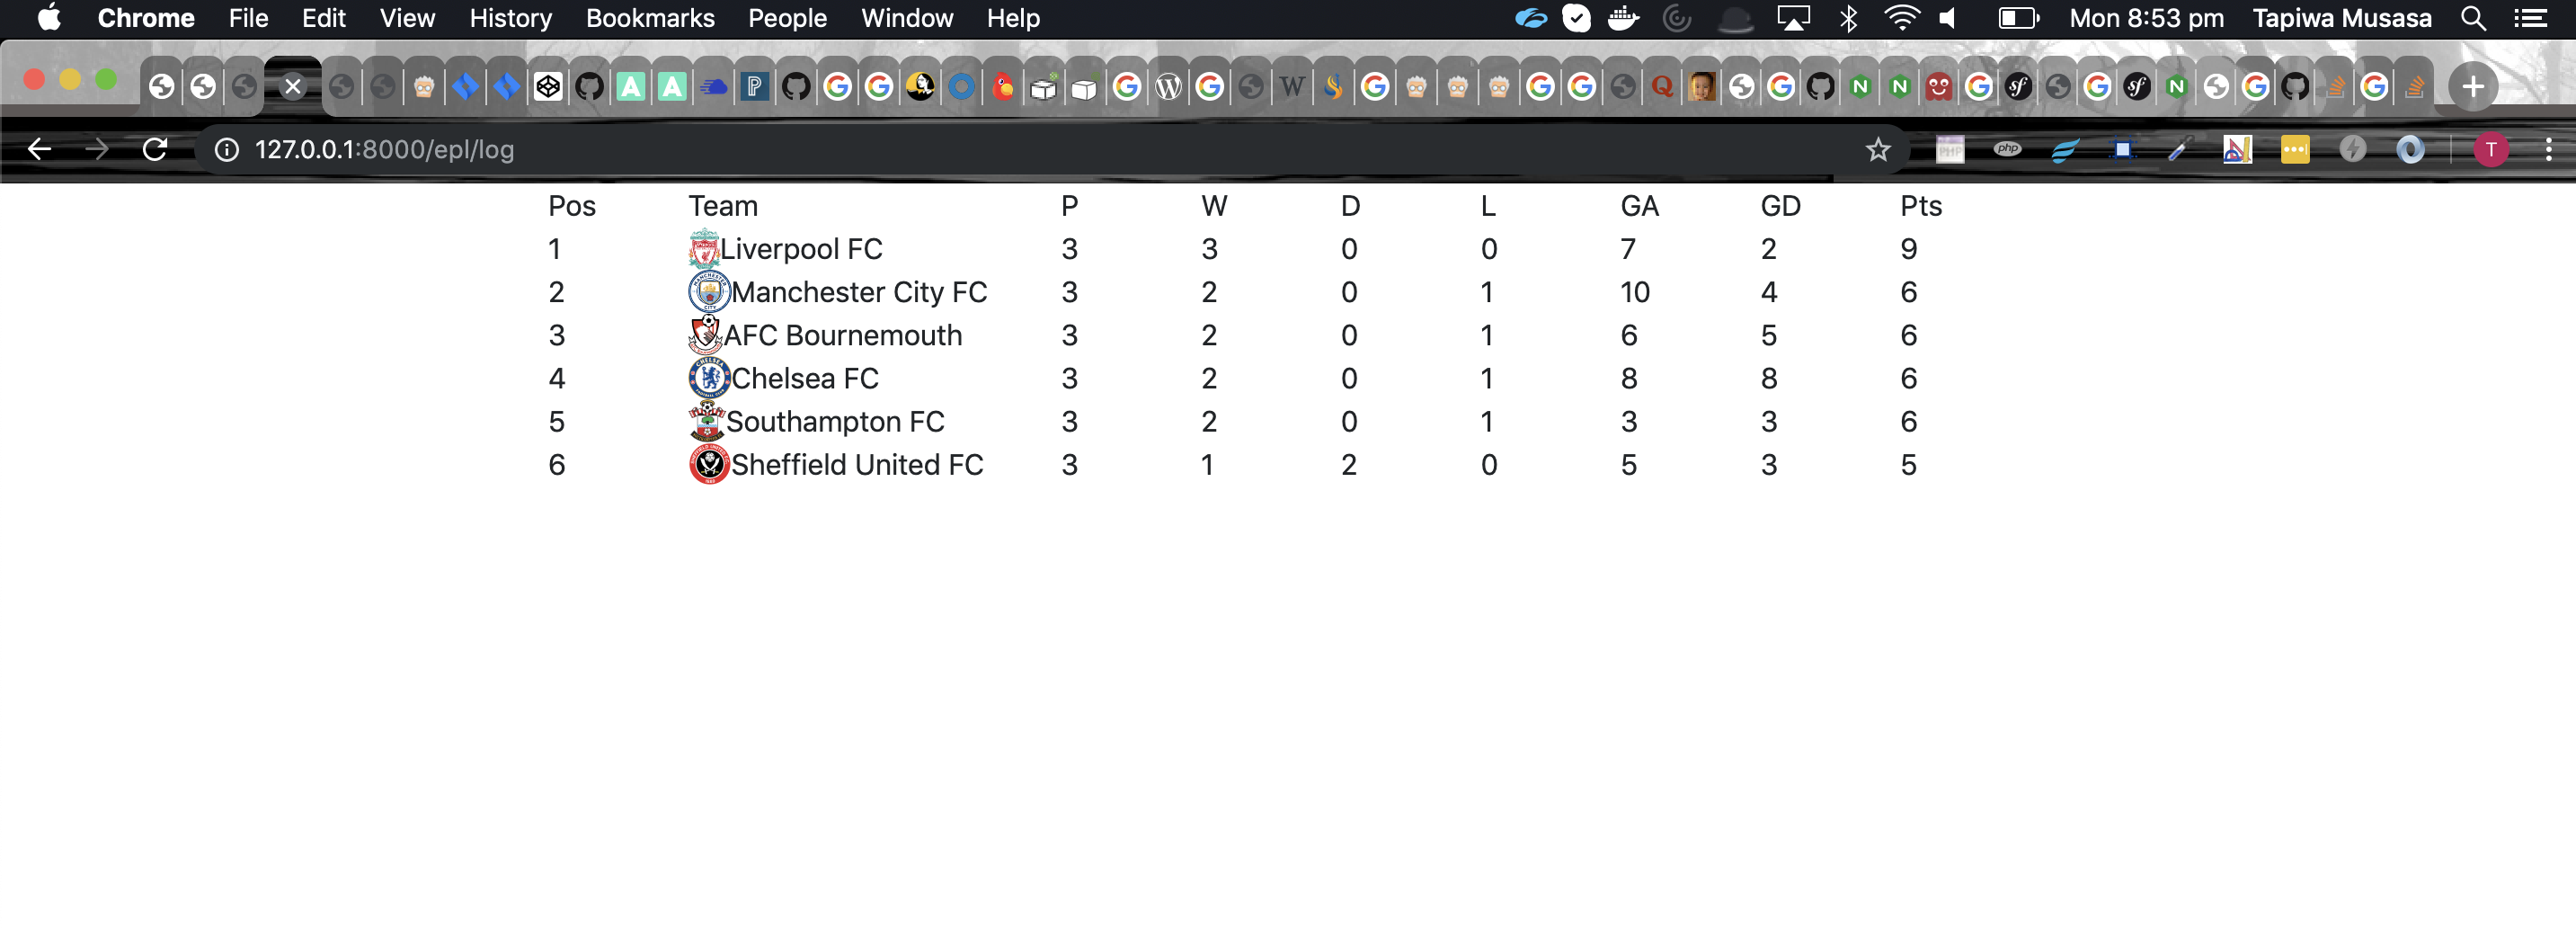 Chrome File Edit View History Bookmarks People Window Help Mon 8:53 pm Tapiwa Musasa
127.0.0.1:8000/epl/log
Pos Team P W D L GA GD Pts
1 Liverpool FC 3 3 0 0 7 2 9
2 Manchester City FC 3 2 0 1 10 4 6
3 AFC Bournemouth 3 2 0 1 6 5 6
4 Chelsea FC 3 2 0 1 8 8 6
5 Southampton FC 3 2 0 1 3 3 6
6 Sheffield United FC 3 1 2 0 5 3 5